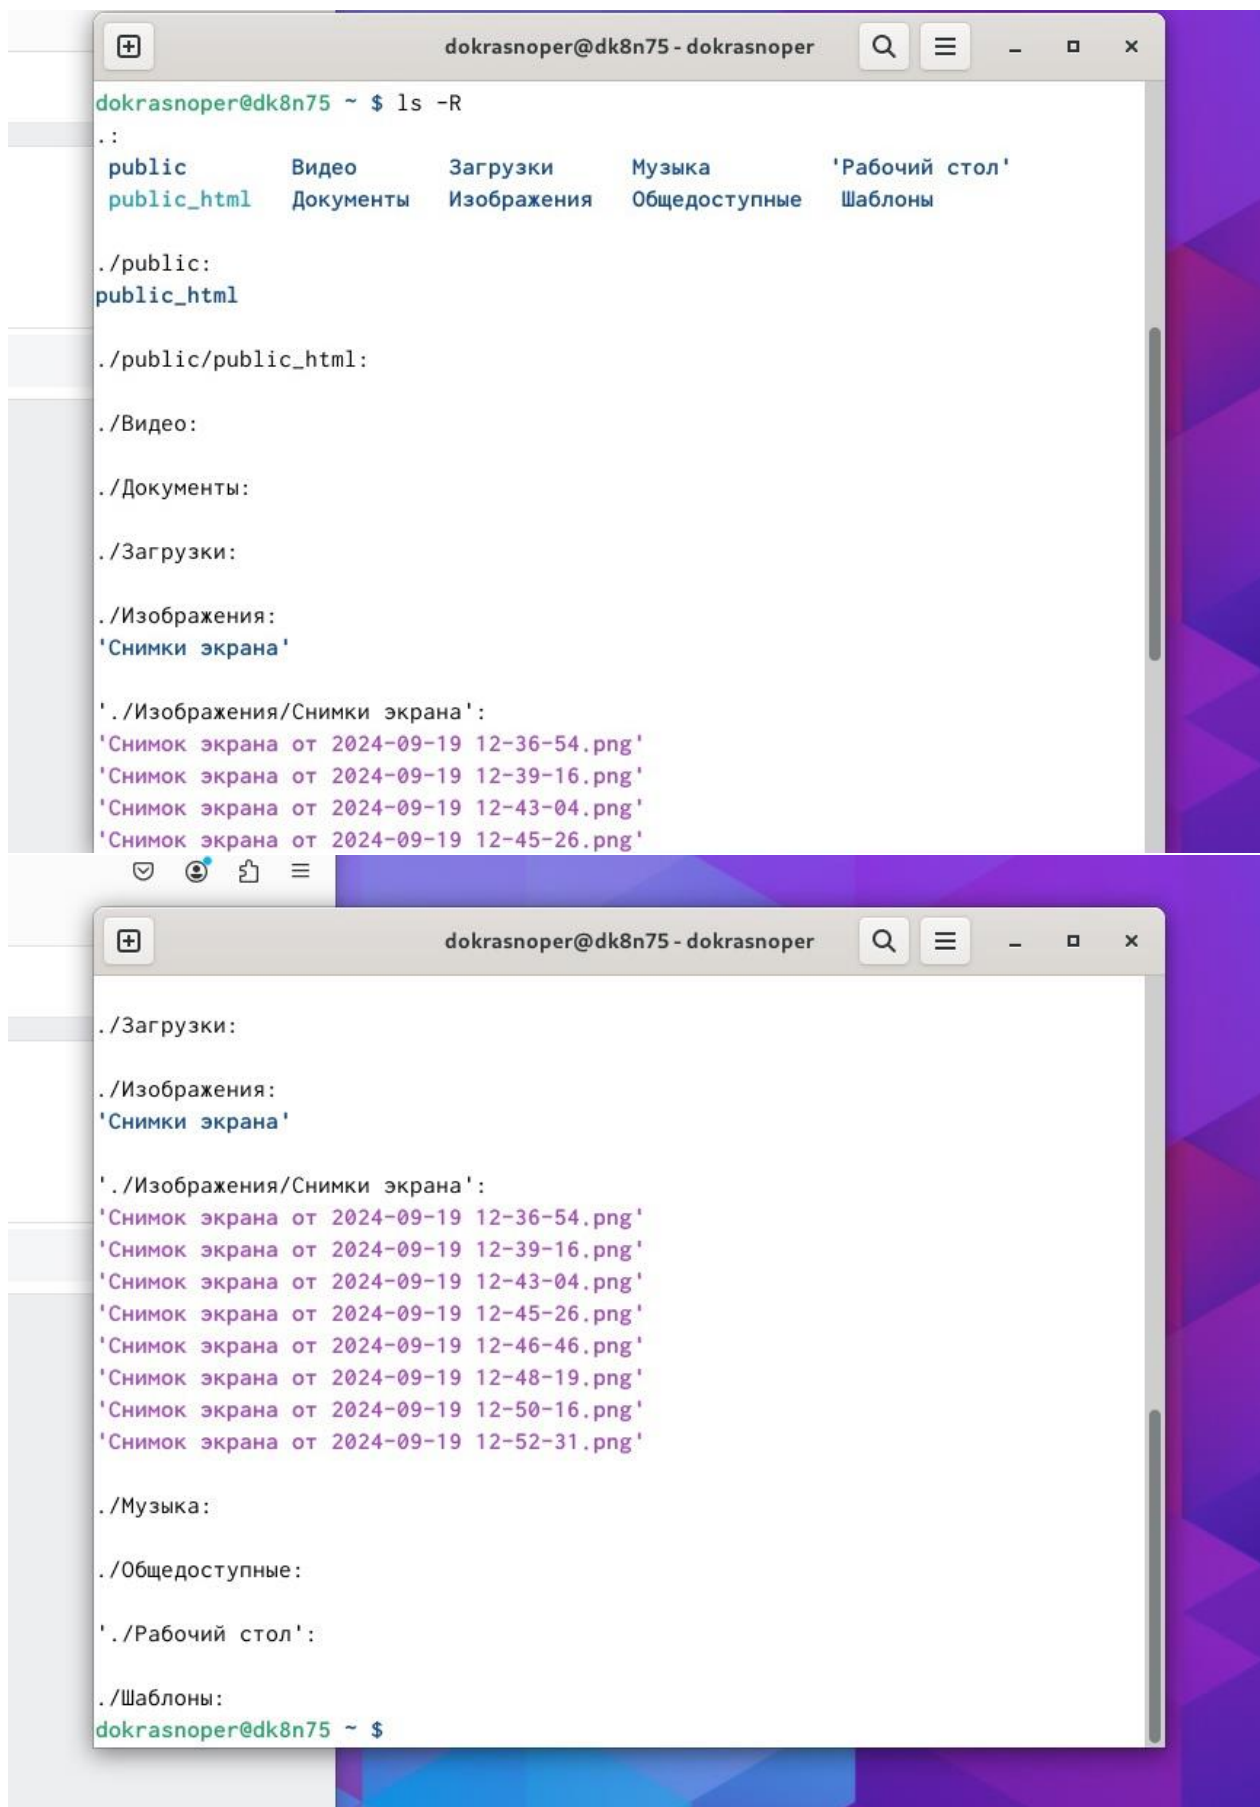 dokrasnoper@dk8n75 - dokrasnoper
dokrasnoper@dk8n75 ~ $ ls -R
.:
public Видео Загрузки Музыка 'Рабочий стол'
public_html Документы Изображения Общедоступные Шаблоны
./public:
public_html
./public/public_html:
./Видео:
./Документы:
./Загрузки:
./Изображения:
'Снимки экрана'
'./Изображения/Снимки экрана':
'Снимок экрана от 2024-09-19 12-36-54.png'
'Снимок экрана от 2024-09-19 12-39-16.png'
'Снимок экрана от 2024-09-19 12-43-04.png'
'Снимок экрана от 2024-09-19 12-45-26.png'
dokrasnoper@dk8n75 - dokrasnoper
./Загрузки:
./Изображения:
'Снимки экрана'
'./Изображения/Снимки экрана':
'Снимок экрана от 2024-09-19 12-36-54.png'
'Снимок экрана от 2024-09-19 12-39-16.png'
'Снимок экрана от 2024-09-19 12-43-04.png'
'Снимок экрана от 2024-09-19 12-45-26.png'
'Снимок экрана от 2024-09-19 12-46-46.png'
'Снимок экрана от 2024-09-19 12-48-19.png'
'Снимок экрана от 2024-09-19 12-50-16.png'
'Снимок экрана от 2024-09-19 12-52-31.png'
./Музыка:
./Общедоступные:
'./Рабочий стол':
./Шаблоны:
dokrasnoper@dk8n75 ~ $